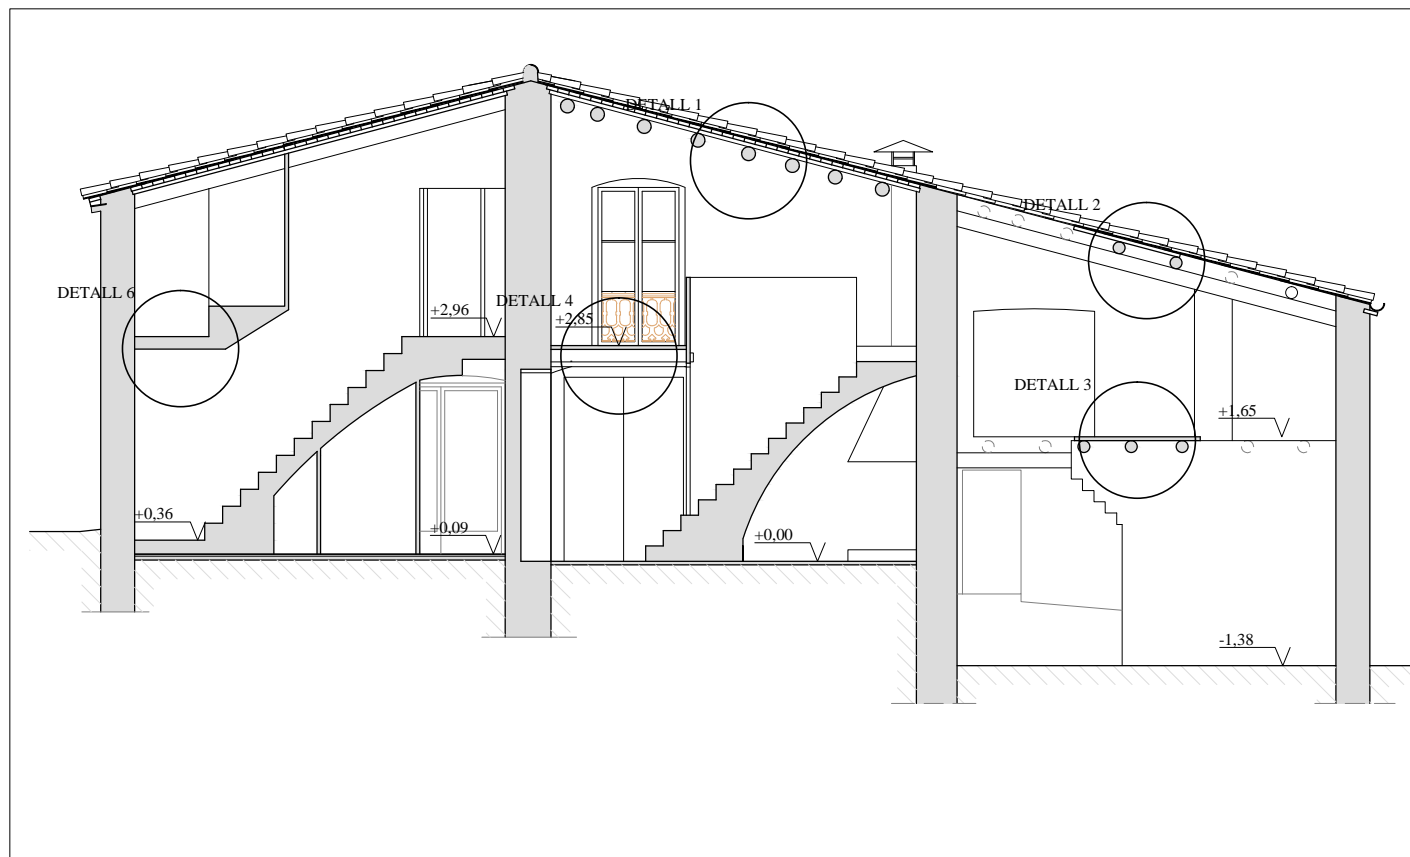 DETALL 1
DETALL 2
DETALL 6
DETALL 4
+2,96
+2,85
DETALL 3
+1,65
+0,36
+0,09
+0,00
-1,38